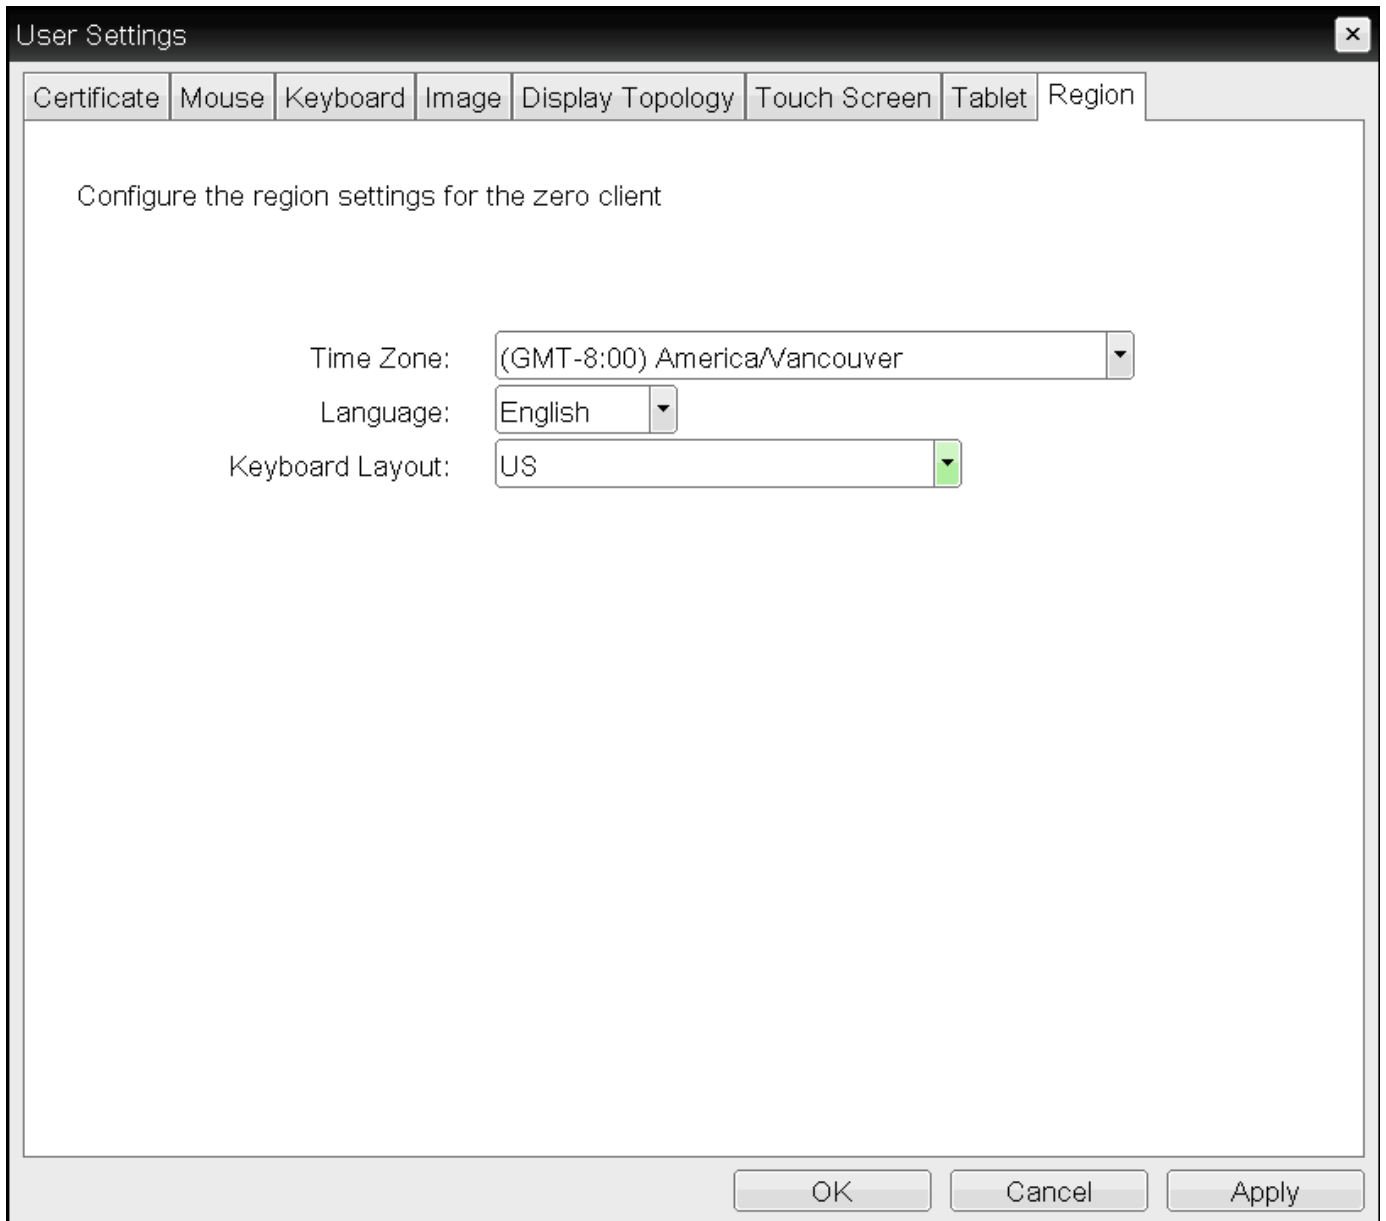 User Settings
Certificate Mouse Keyboard Image Display Topology Touch Screen Tablet Region
Configure the region settings for the zero client
Time Zone: (GMT-8:00) America/Vancouver
Language: English
Keyboard Layout: US
OK Cancel Apply